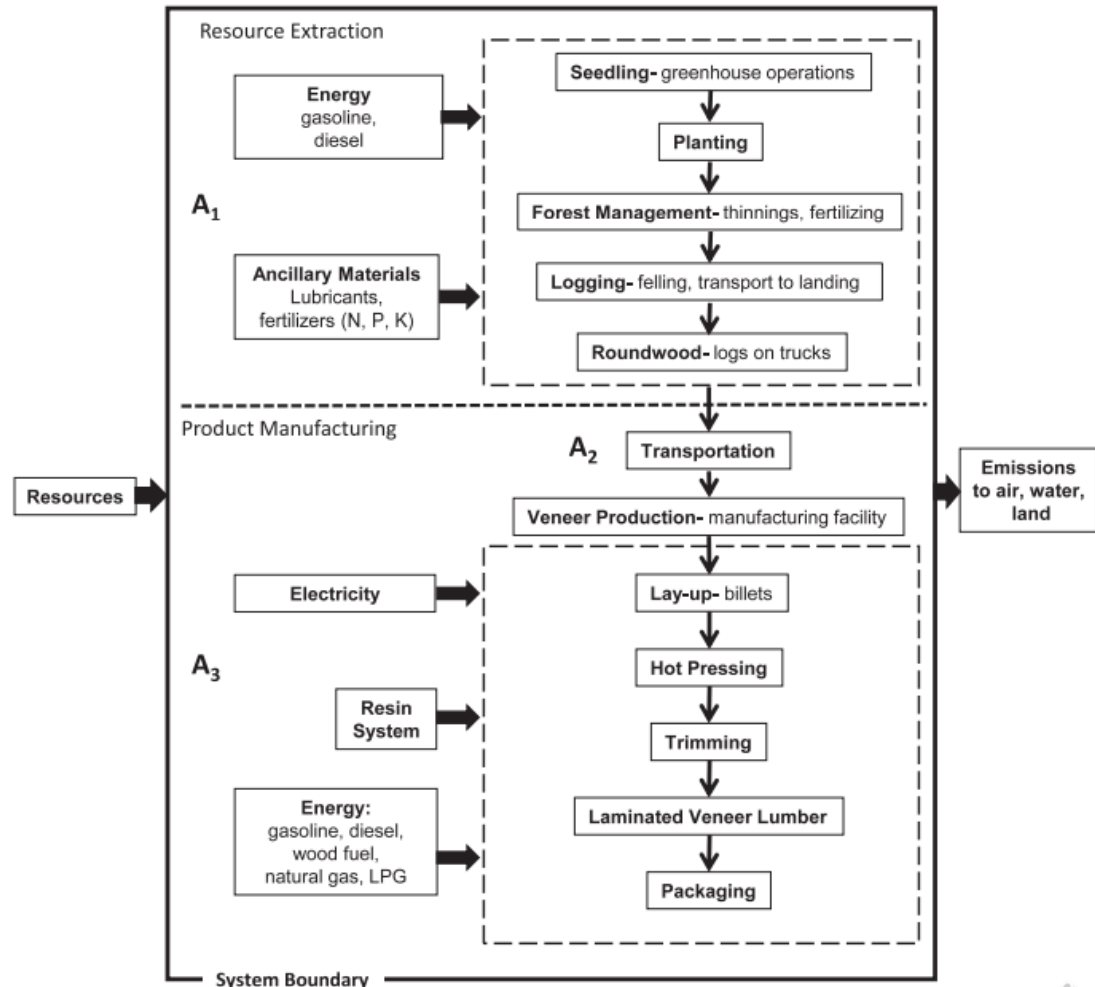 Resource Extraction
Energy
gasoline,
diesel
A1
Ancillary Materials
Lubricants,
fertilizers (N, P, K)
Seedling- greenhouse operations
Planting
Forest Management- thinnings, fertilizing
Logging- felling, transport to landing
Roundwood- logs on trucks
Product Manufacturing
A2
Transportation
Resources
Veneer Production- manufacturing facility
Emissions
to air, water,
land
Electricity
A3
Resin
System
Energy:
gasoline, diesel,
wood fuel,
natural gas, LPG
Lay-up- billets
Hot Pressing
Trimming
Laminated Veneer Lumber
Packaging
System Boundary